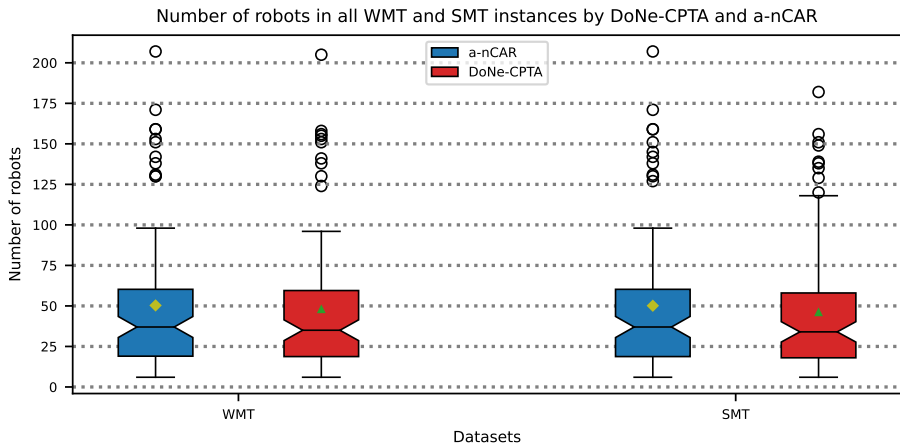 Number of robots in all WMT and SMT instances by DoNe-CPTA and a-nCAR
a-nCAR
DoNe-CPTA
Number of robots
200
175
150
125
100
75
50
25
0
WMT
SMT
Datasets